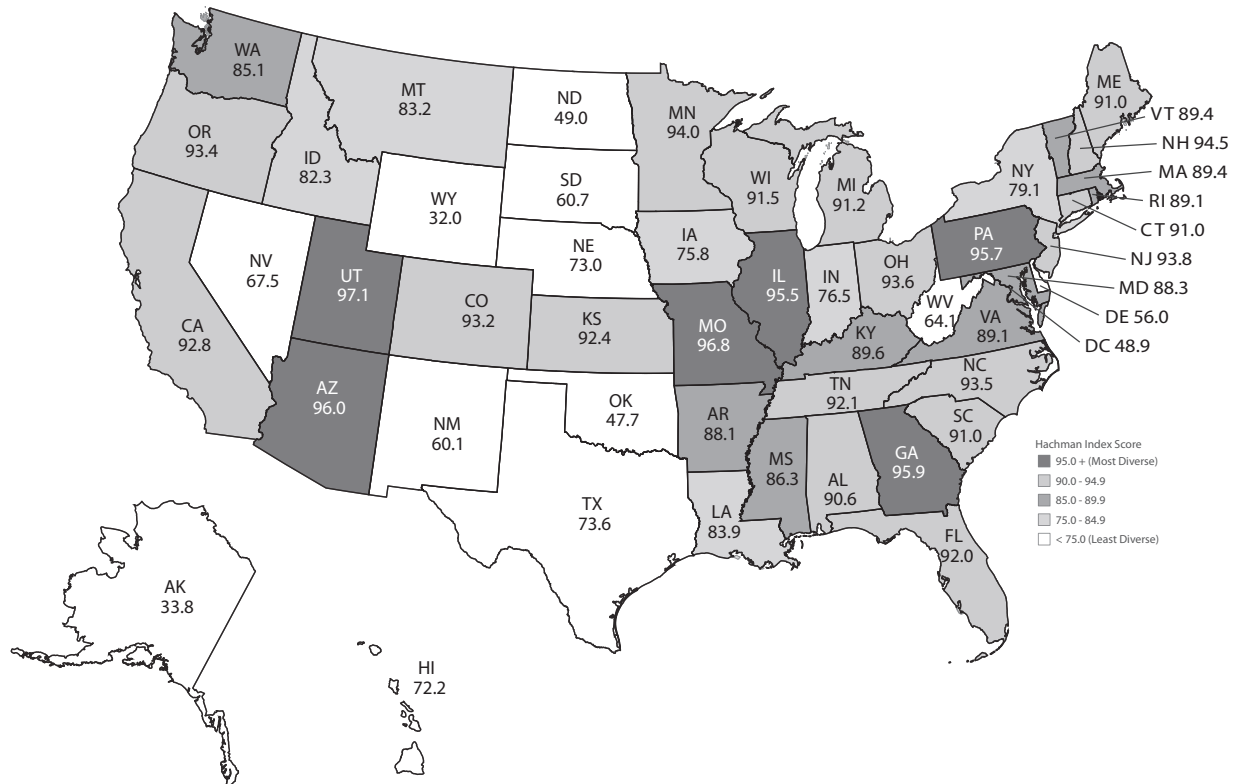 WA
85.1
MT
83.2
ND
49.0
MN
94.0
ME
91.0
VT 89.4
NH 94.5
OR
93.4
ID
82.3
SD
60.7
WI
91.5
MI
91.2
NY
79.1
MA 89.4
RI 89.1
WY
32.0
CT 91.0
NE
73.0
IA
75.8
PA
95.7
NJ 93.8
NV
67.5
UT
97.1
IL
95.5
IN
76.5
OH
93.6
MD 88.3
CO
93.2
WV
64.1
DE 56.0
CA
92.8
KS
92.4
MO
96.8
KY
89.6
VA
89.1
DC 48.9
AZ
96.0
NM
60.1
OK
47.7
AR
88.1
TN
92.1
NC
93.5
SC
91.0
MS
86.3
AL
90.6
GA
95.9
TX
73.6
LA
83.9
FL
92.0
Hachman Index Score
95.0 + (Most Diverse)
90.0 - 94.9
85.0 - 89.9
75.0 - 84.9
< 75.0 (Least Diverse)
AK
33.8
HI
72.2